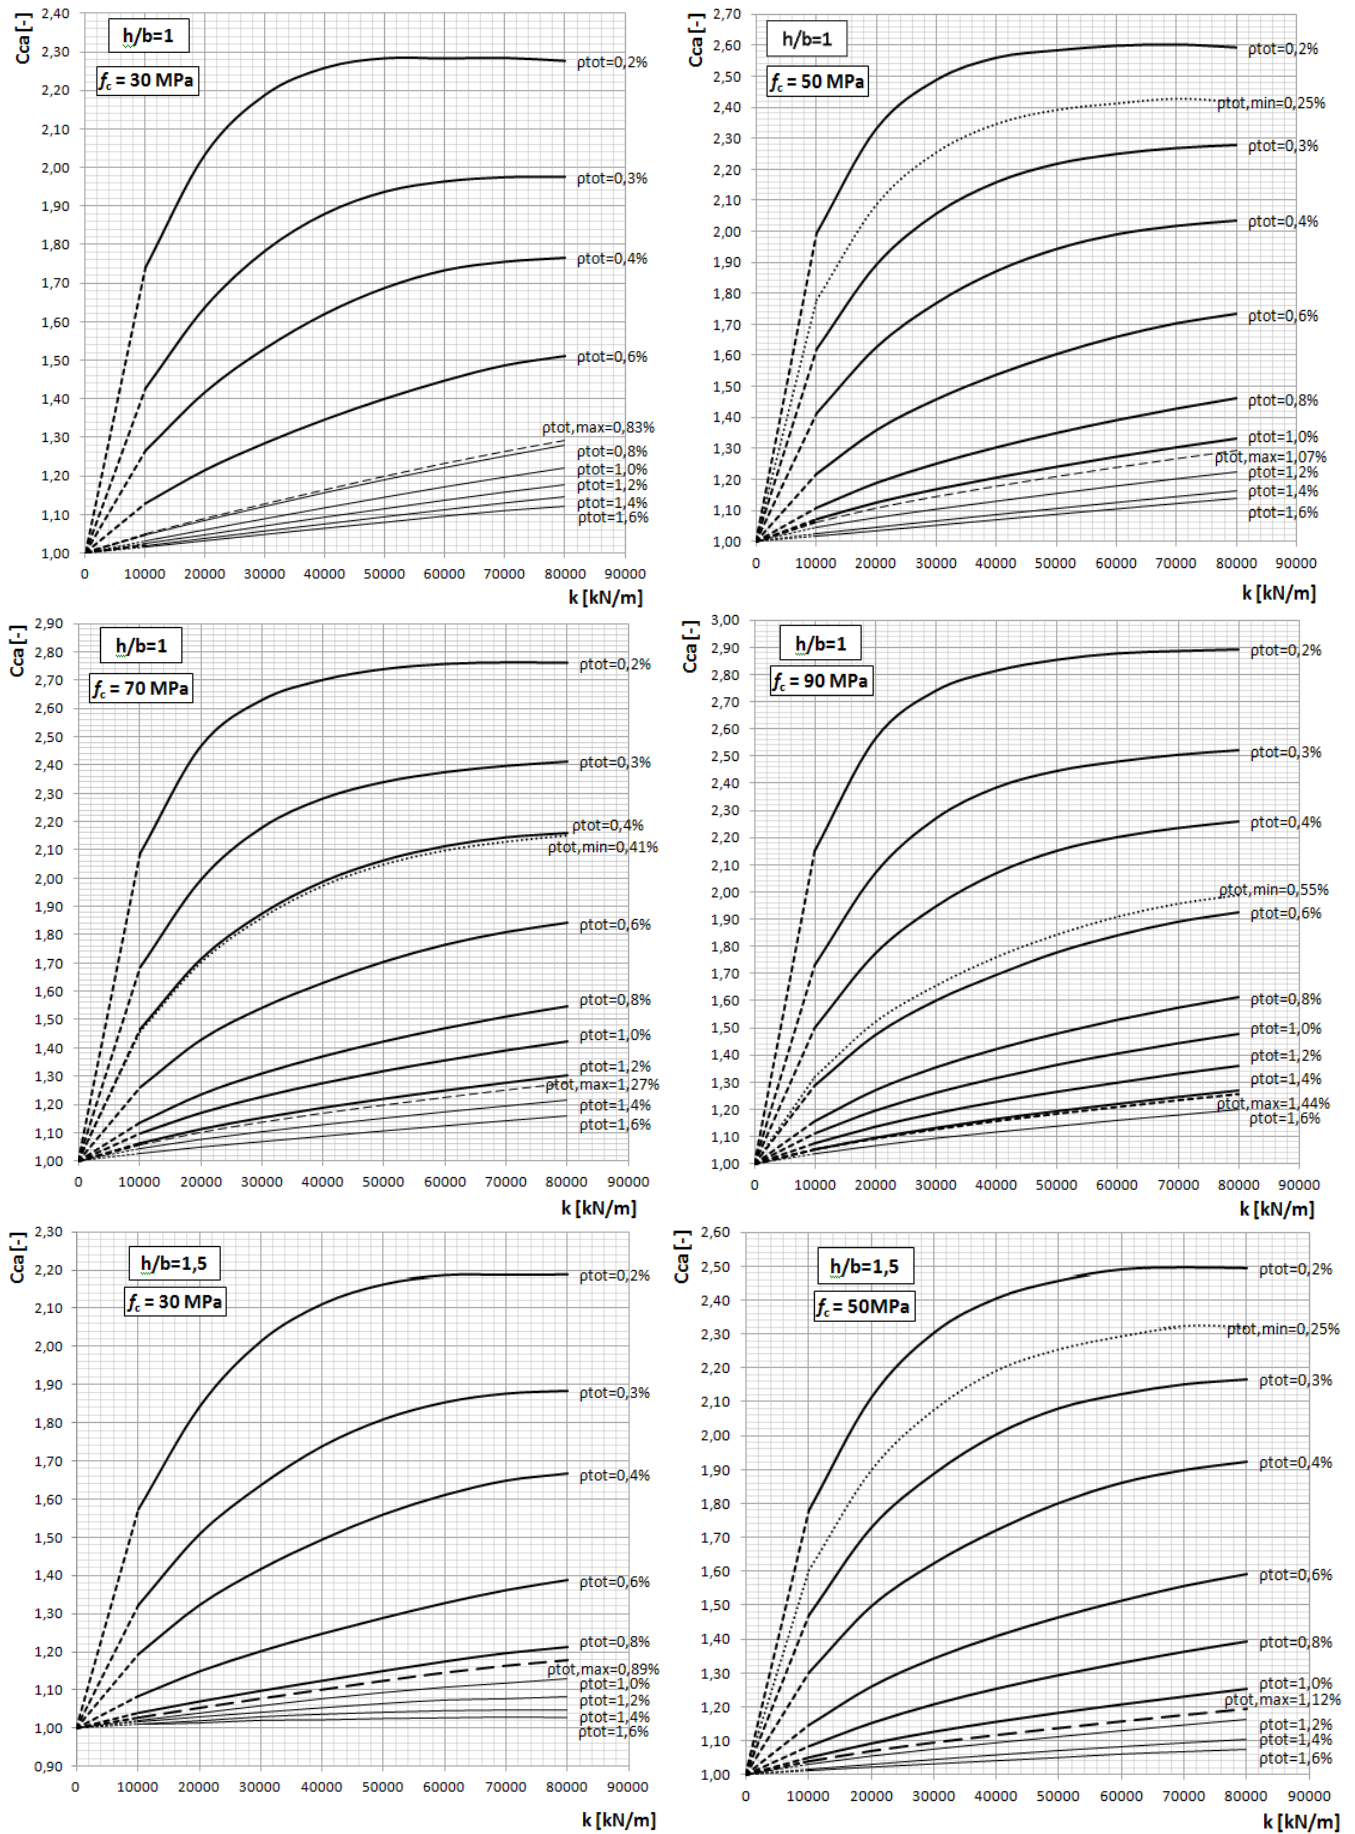 Cca [-]
h/b=1
fc = 30 MPa
2,40
2,30
2,20
2,10
2,00
1,90
1,80
1,70
1,60
1,50
1,40
1,30
1,20
1,10
1,00
ρtot=0,2%
ρtot=0,3%
ρtot=0,4%
ρtot=0,6%
ρtot,max=0,83%
ρtot=0,8%
ρtot=1,0%
ρtot=1,2%
ρtot=1,4%
ρtot=1,6%
0 10000 20000 30000 40000 50000 60000 70000 80000 90000
k [kN/m]
Cca [-]
h/b=1
fc = 50 MPa
2,70
2,60
2,50
2,40
2,30
2,20
2,10
2,00
1,90
1,80
1,70
1,60
1,50
1,40
1,30
1,20
1,10
1,00
ρtot=0,2%
ρtot,min=0,25%
ρtot=0,3%
ρtot=0,4%
ρtot=0,6%
ρtot=0,8%
ρtot=1,0%
ρtot,max=1,07%
ρtot=1,2%
ρtot=1,4%
ρtot=1,6%
0 10000 20000 30000 40000 50000 60000 70000 80000 90000
k [kN/m]
Cca [-]
h/b=1
fc = 70 MPa
2,90
2,80
2,70
2,60
2,50
2,40
2,30
2,20
2,10
2,00
1,90
1,80
1,70
1,60
1,50
1,40
1,30
1,20
1,10
1,00
ρtot=0,2%
ρtot=0,3%
ρtot=0,4%
ρtot,min=0,41%
ρtot=0,6%
ρtot=0,8%
ρtot=1,0%
ρtot=1,2%
ρtot,max=1,27%
ρtot=1,4%
ρtot=1,6%
0 10000 20000 30000 40000 50000 60000 70000 80000 90000
k [kN/m]
Cca [-]
h/b=1
fc = 90 MPa
3,00
2,90
2,80
2,70
2,60
2,50
2,40
2,30
2,20
2,10
2,00
1,90
1,80
1,70
1,60
1,50
1,40
1,30
1,20
1,10
1,00
ρtot=0,2%
ρtot=0,3%
ρtot=0,4%
ρtot,min=0,55%
ρtot=0,6%
ρtot=0,8%
ρtot=1,0%
ρtot=1,2%
ρtot=1,4%
ρtot,max=1,44%
ρtot=1,6%
0 10000 20000 30000 40000 50000 60000 70000 80000 90000
k [kN/m]
Cca [-]
h/b=1,5
fc = 30 MPa
2,30
2,20
2,10
2,00
1,90
1,80
1,70
1,60
1,50
1,40
1,30
1,20
1,10
1,00
0,90
ρtot=0,2%
ρtot=0,3%
ρtot=0,4%
ρtot=0,6%
ρtot=0,8%
ρtot,max=0,89%
ρtot=1,0%
ρtot=1,2%
ρtot=1,4%
ρtot=1,6%
0 10000 20000 30000 40000 50000 60000 70000 80000 90000
k [kN/m]
Cca [-]
h/b=1,5
fc = 50MPa
2,60
2,50
2,40
2,30
2,20
2,10
2,00
1,90
1,80
1,70
1,60
1,50
1,40
1,30
1,20
1,10
1,00
ρtot=0,2%
ρtot,min=0,25%
ρtot=0,3%
ρtot=0,4%
ρtot=0,6%
ρtot=0,8%
ρtot=1,0%
ρtot,max=1,12%
ρtot=1,2%
ρtot=1,4%
ρtot=1,6%
0 10000 20000 30000 40000 50000 60000 70000 80000 90000
k [kN/m]